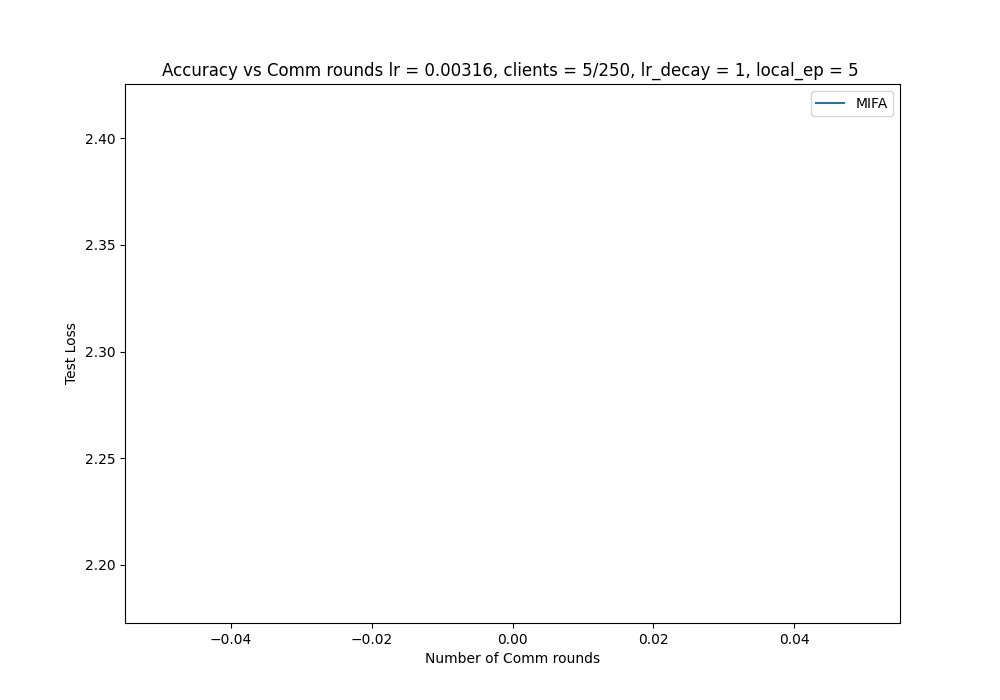 Accuracy vs Comm rounds lr = 0.00316, clients = 5/250, lr_decay = 1, local_ep = 5
MIFA
2.40
2.35
2.30
2.25
2.20
Test Loss
−0.04
−0.02
0.00
0.02
0.04
Number of Comm rounds